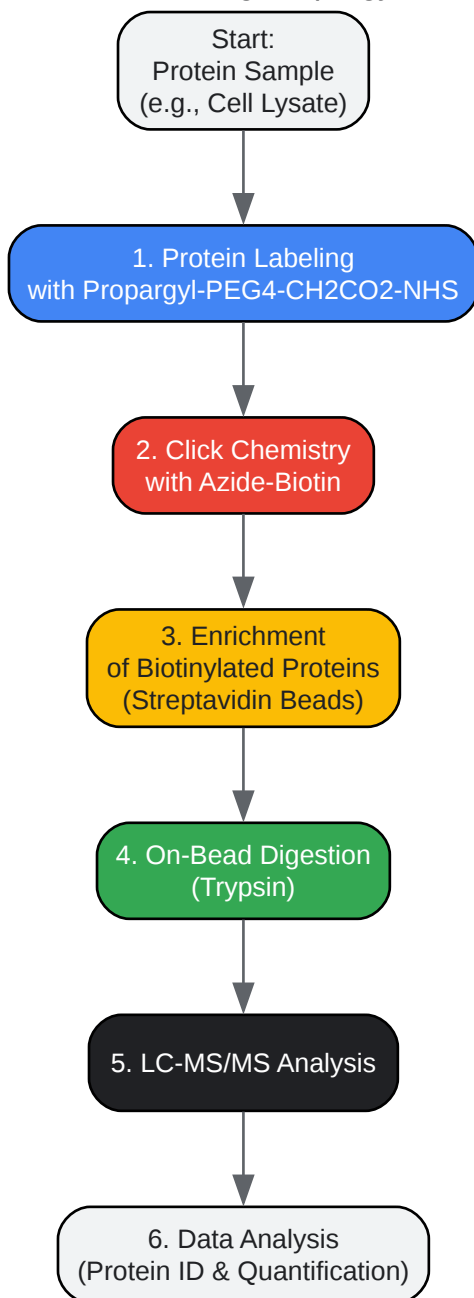 Start:
Protein Sample
(e.g., Cell Lysate)
1. Protein Labeling
with Propargyl-PEG4-CH2CO2-NHS
2. Click Chemistry
with Azide-Biotin
3. Enrichment
of Biotinylated Proteins
(Streptavidin Beads)
4. On-Bead Digestion
(Trypsin)
5. LC-MS/MS Analysis
6. Data Analysis
(Protein ID & Quantification)